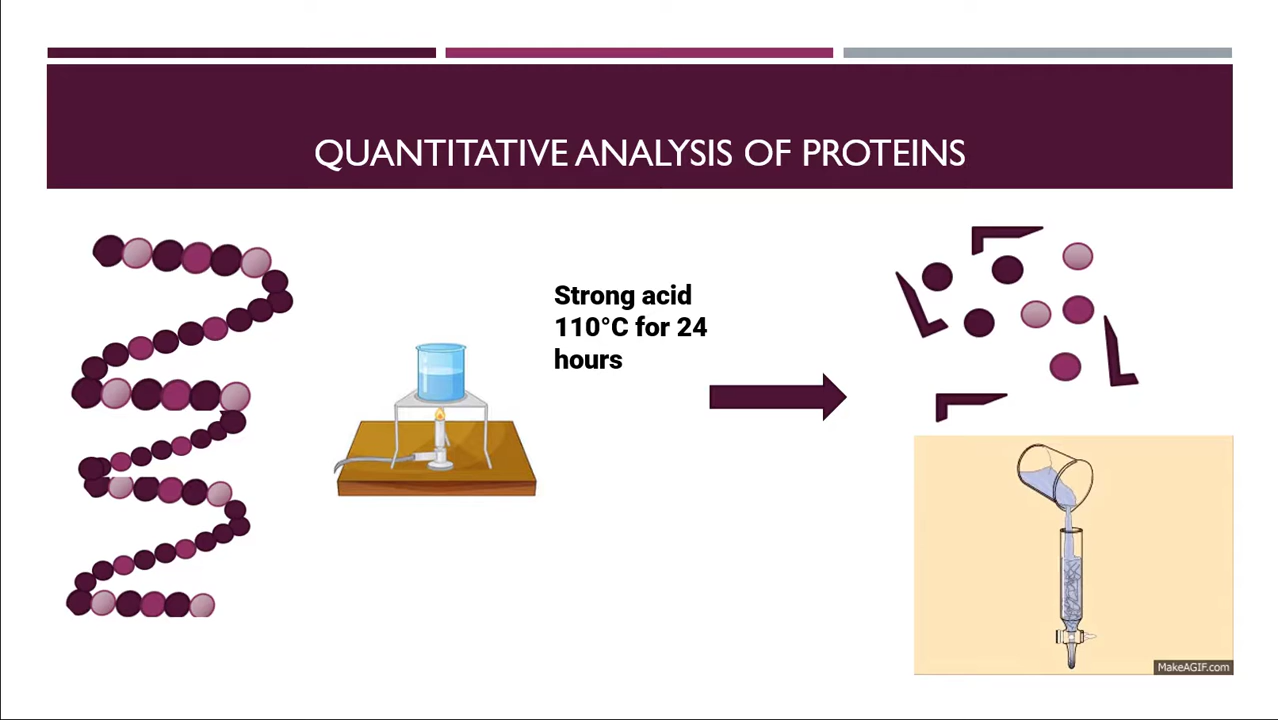 QUANTITATIVE ANALYSIS OF PROTEINS
Strong acid
110°C for 24
hours
MakeAGIF.com